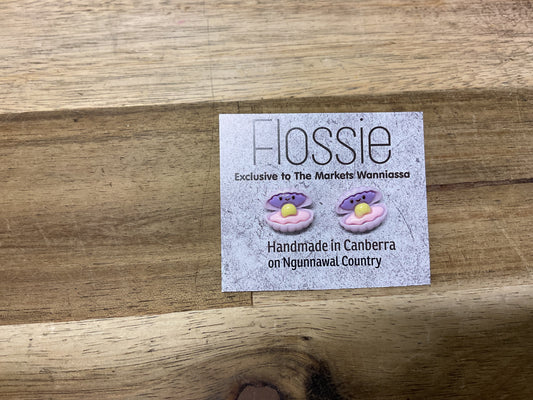 Flossie
Exclusive to The Markets Wanniassa
Handmade in Canberra
on Ngunnawal Country